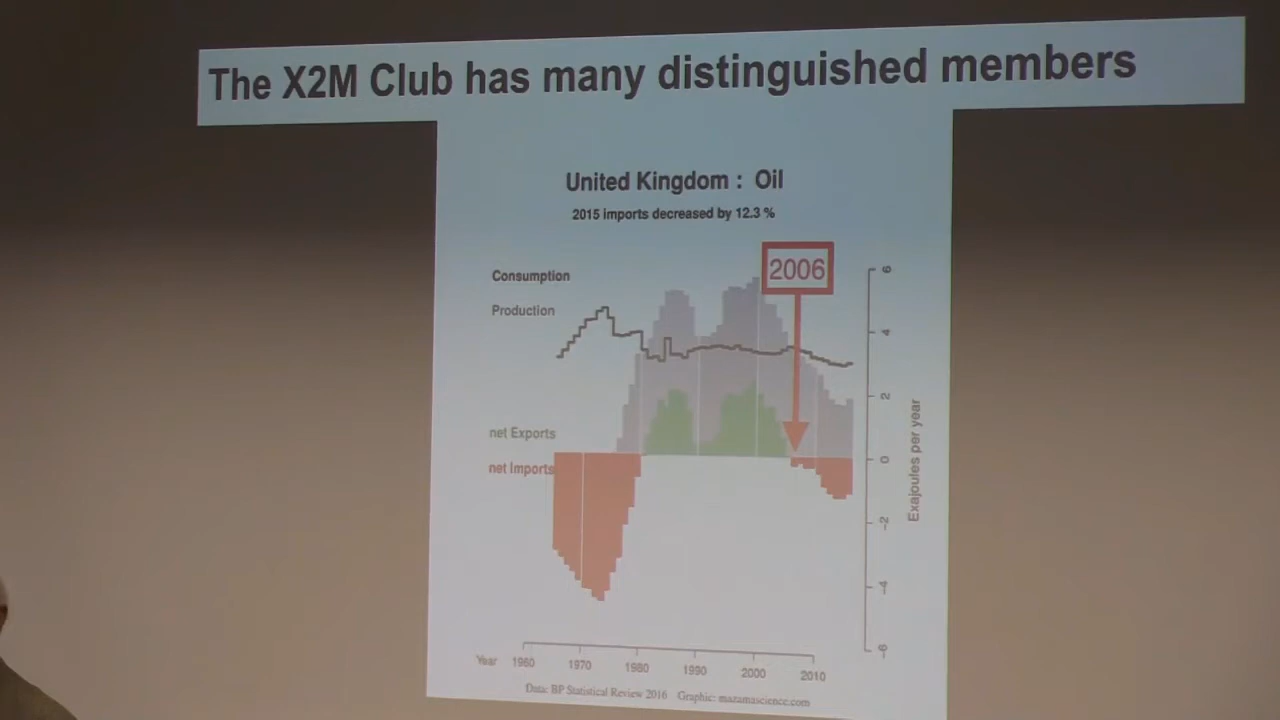 The X2M Club has many distinguished members
United Kingdom : Oil
2015 imports decreased by 12.3 %
2006
Consumption
Production
net Exports
net Imports
6
4
2
0
-2
-4
-6
Exajoules per year
Year 1960 1970 1980 1990 2000 2010
Data: BP Statistical Review 2016 Graphic: mazamascience.com